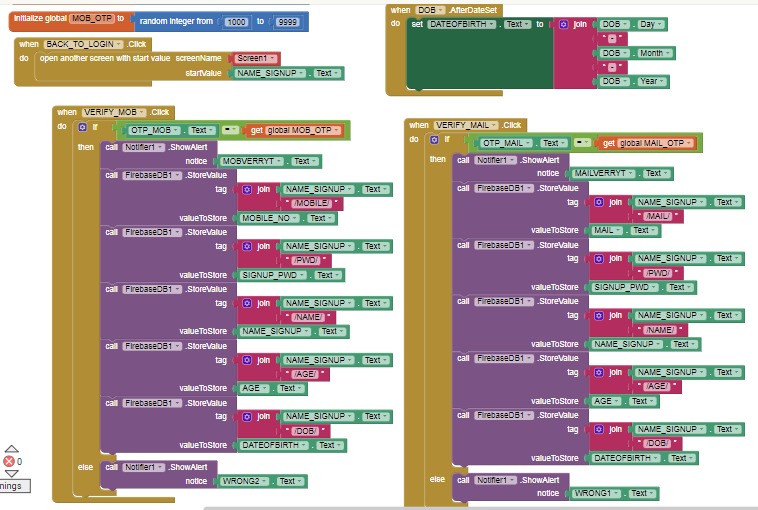 initialize global MOB_OTP to random integer from 1000 to 9999
when BACK_TO_LOGIN .Click
do open another screen with start value screenName Screen1
startValue NAME_SIGNUP . Text
when DOB .AfterDateSet
do set DATEOFBIRTH . Text to join DOB . Day
" - "
DOB . Month
" - "
DOB . Year
when VERIFY_MOB .Click
do if OTP_MOB . Text = get global MOB_OTP
then call Notifier1 .ShowAlert
notice MOBVERRYT . Text
call FirebaseDB1 .StoreValue
tag join NAME_SIGNUP . Text
" /MOBILE/ "
valueToStore MOBILE_NO . Text
call FirebaseDB1 .StoreValue
tag join NAME_SIGNUP . Text
" /PWD/ "
valueToStore SIGNUP_PWD . Text
call FirebaseDB1 .StoreValue
tag join NAME_SIGNUP . Text
" /NAME/ "
valueToStore NAME_SIGNUP . Text
call FirebaseDB1 .StoreValue
tag join NAME_SIGNUP . Text
" /AGE/ "
valueToStore AGE . Text
call FirebaseDB1 .StoreValue
tag join NAME_SIGNUP . Text
" /DOB/ "
valueToStore DATEOFBIRTH . Text
else call Notifier1 .ShowAlert
notice WRONG2 . Text
when VERIFY_MAIL .Click
do if OTP_MAIL . Text = get global MAIL_OTP
then call Notifier1 .ShowAlert
notice MAILVERRYT . Text
call FirebaseDB1 .StoreValue
tag join NAME_SIGNUP . Text
" /MAIL/ "
valueToStore MAIL . Text
call FirebaseDB1 .StoreValue
tag join NAME_SIGNUP . Text
" /PWD/ "
valueToStore SIGNUP_PWD . Text
call FirebaseDB1 .StoreValue
tag join NAME_SIGNUP . Text
" /NAME/ "
valueToStore NAME_SIGNUP . Text
call FirebaseDB1 .StoreValue
tag join NAME_SIGNUP . Text
" /AGE/ "
valueToStore AGE . Text
call FirebaseDB1 .StoreValue
tag join NAME_SIGNUP . Text
" /DOB/ "
valueToStore DATEOFBIRTH . Text
else call Notifier1 .ShowAlert
notice WRONG1 . Text
0
nings